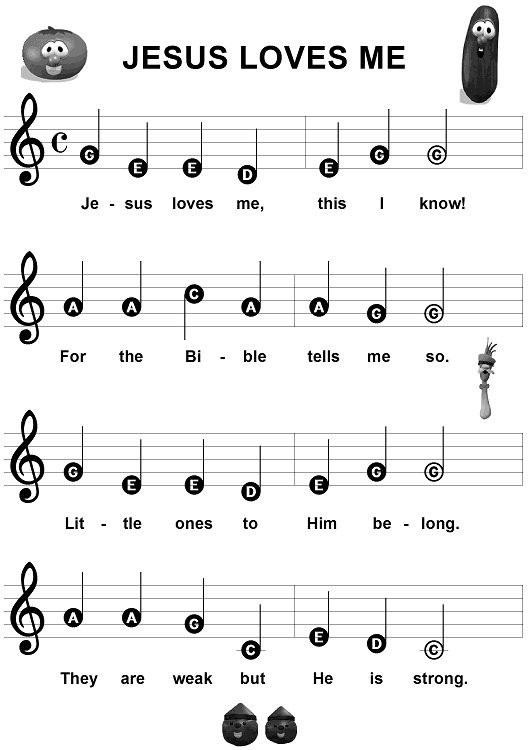 JESUS LOVES ME
C
G E E D E G G
Je - sus loves me, this I know!
A A C A A G G
For the Bi - ble tells me so.
G E E D E G G
Lit - tle ones to Him be - long.
A A G C E D C
They are weak but He is strong.